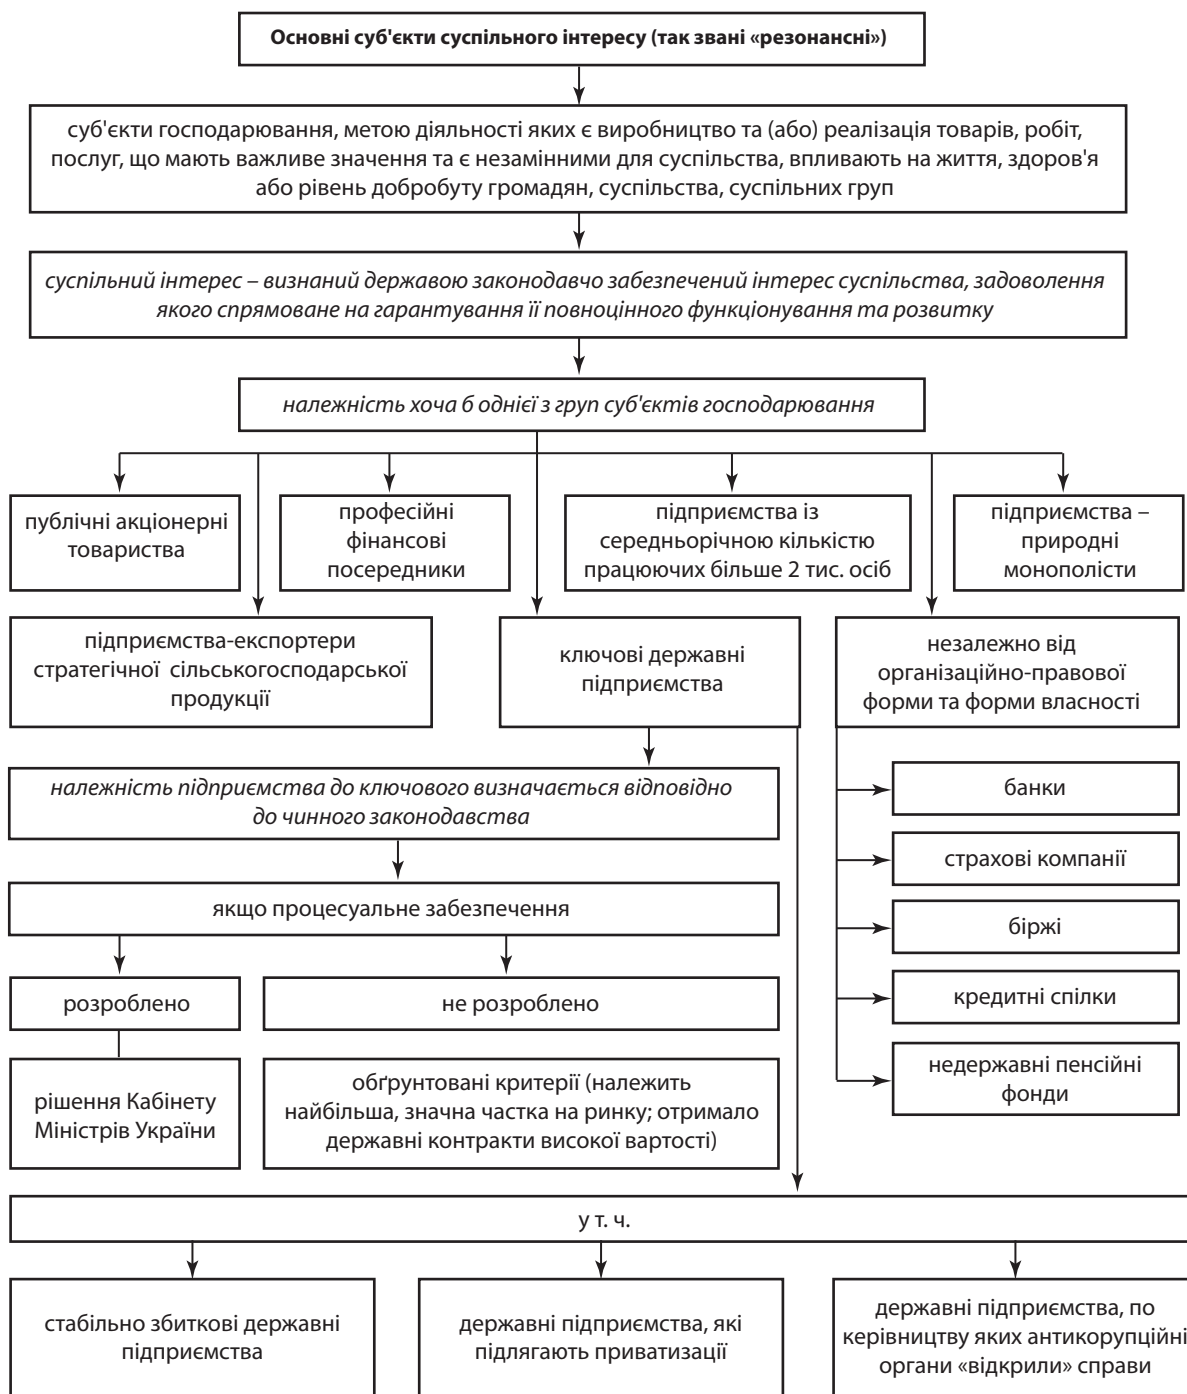 Основні суб'єкти суспільного інтересу (так звані «резонансні»)
суб'єкти господарювання, метою діяльності яких є виробництво та (або) реалізація товарів, робіт,
послуг, що мають важливе значення та є незамінними для суспільства, впливають на життя, здоров'я
або рівень добробуту громадян, суспільства, суспільних груп
суспільний інтерес – визнаний державою законодавчо забезпечений інтерес суспільства, задоволення
якого спрямоване на гарантування її повноцінного функціонування та розвитку
належність хоча б однієї з груп суб'єктів господарювання
публічні акціонерні
товариства
професійні
фінансові
посередники
підприємства із
середньорічною кількістю
працюючих більше 2 тис. осіб
підприємства –
природні
монополісти
підприємства-експортери
стратегічної сільськогосподарської
продукції
ключові державні
підприємства
незалежно від
організаційно-правової
форми та форми власності
належність підприємства до ключового визначається відповідно
до чинного законодавства
банки
страхові компанії
якщо процесуальне забезпечення
біржі
розроблено
не розроблено
кредитні спілки
рішення Кабінету
Міністрів України
обґрунтовані критерії (належить
найбільша, значна частка на ринку; отримало
державні контракти високої вартості)
недержавні пенсійні
фонди
у т. ч.
стабільно збиткові державні
підприємства
державні підприємства, які
підлягають приватизації
державні підприємства, по
керівництву яких антикорупційні
органи «відкрили» справи